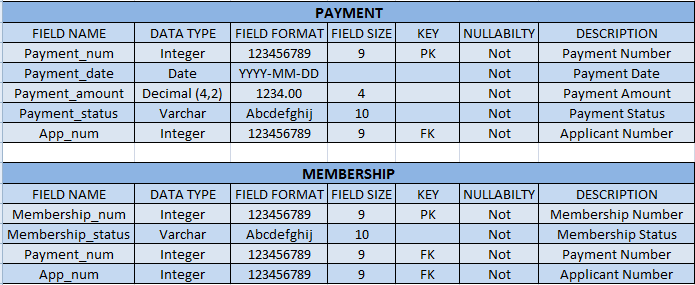 PAYMENT
FIELD NAME DATA TYPE FIELD FORMAT FIELD SIZE KEY NULLABILTY DESCRIPTION
Payment_num Integer 123456789 9 PK Not Payment Number
Payment_date Date YYYY-MM-DD Not Payment Date
Payment_amount Decimal (4,2) 1234.00 4 Not Payment Amount
Payment_status Varchar Abcdefghij 10 Not Payment Status
App_num Integer 123456789 9 FK Not Applicant Number
MEMBERSHIP
FIELD NAME DATA TYPE FIELD FORMAT FIELD SIZE KEY NULLABILTY DESCRIPTION
Membership_num Integer 123456789 9 PK Not Membership Number
Membership_status Varchar Abcdefghij 10 Not Membership Status
Payment_num Integer 123456789 9 FK Not Payment Number
App_num Integer 123456789 9 FK Not Applicant Number